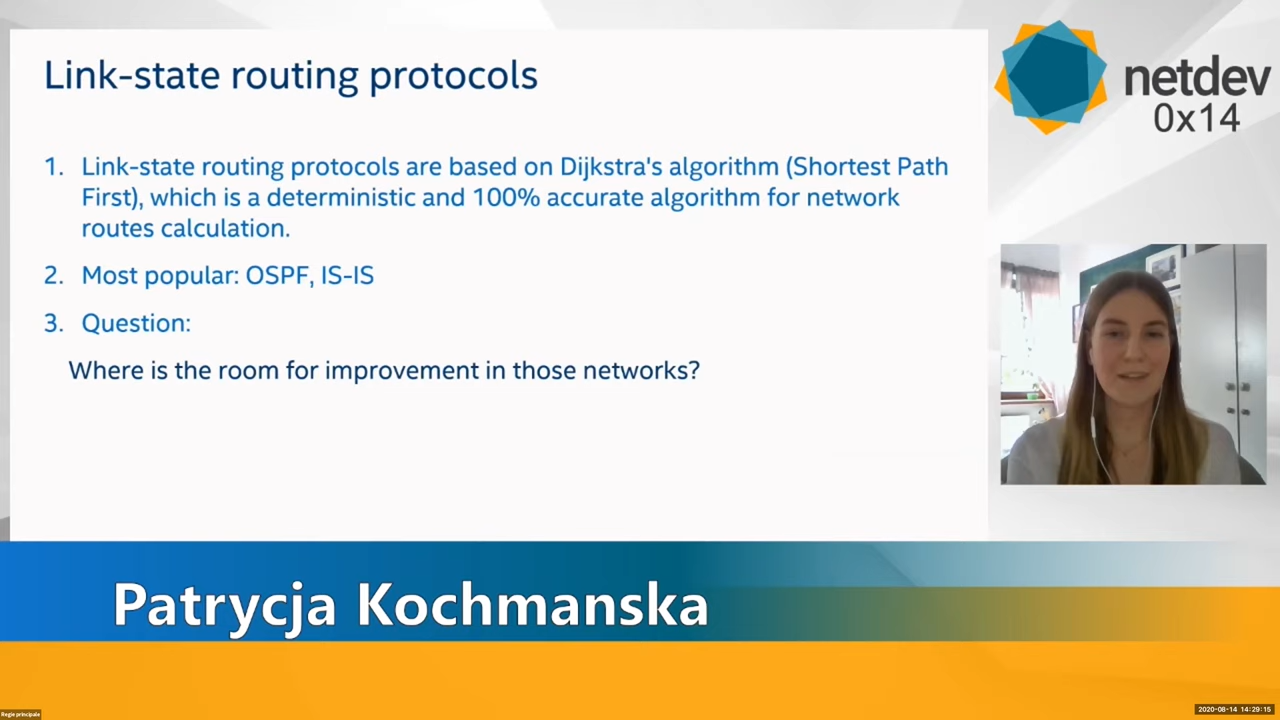 Link-state routing protocols
netdev
0x14
1. Link-state routing protocols are based on Dijkstra's algorithm (Shortest Path
First), which is a deterministic and 100% accurate algorithm for network
routes calculation.
2. Most popular: OSPF, IS-IS
3. Question:
Where is the room for improvement in those networks?
Patrycja Kochmanska
Regie principale
2020-08-14 14:29:15